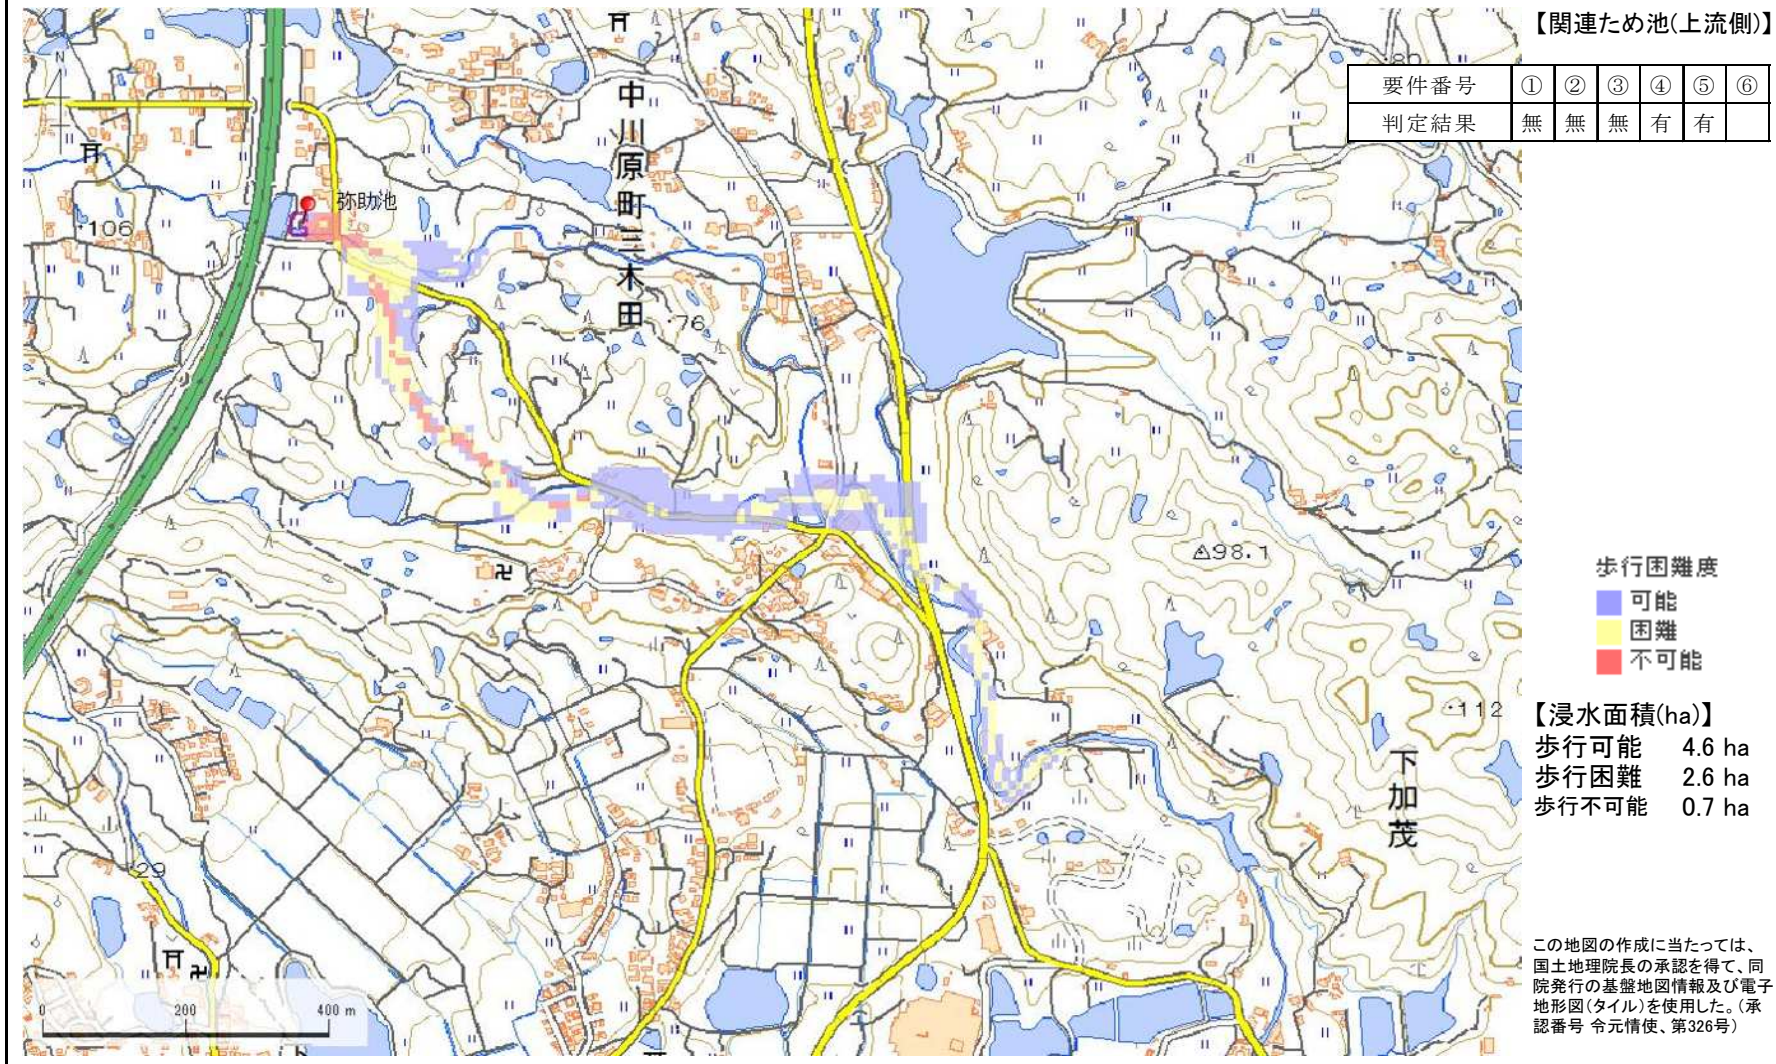 【関連ため池(上流側)】
要件番号 ① ② ③ ④ ⑤ ⑥
判定結果 無 無 無 有 有
N
中川原町三木田
弥助池
・106
・76
・80
△98.1
・112
下加茂
・29
0 200 400 m
歩行困難度
可能
困難
不可能
【浸水面積(ha)】
歩行可能 4.6 ha
歩行困難 2.6 ha
歩行不可能 0.7 ha
この地図の作成に当たっては、
国土地理院長の承認を得て、同
院発行の基盤地図情報及び電子
地形図(タイル)を使用した。(承
認番号 令元情使、第326号)